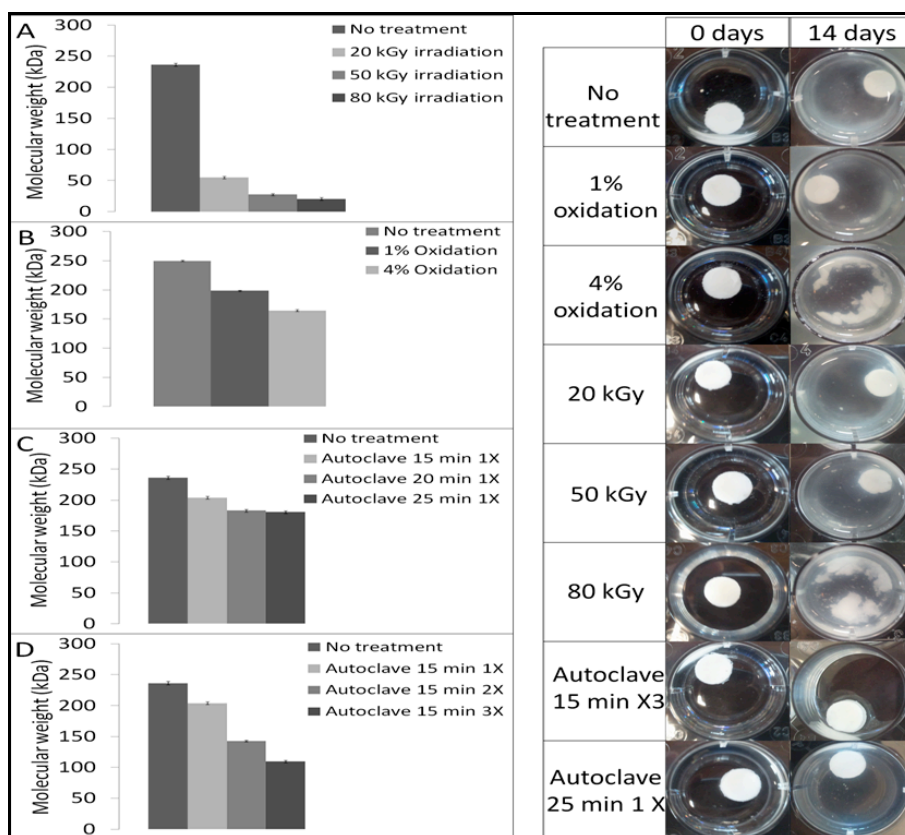 A
Molecular weight (kDa)
300
250
200
150
100
50
0
No treatment
20 kGy irradiation
50 kGy irradiation
80 kGy irradiation
B
Molecular weight (kDa)
300
250
200
150
100
50
0
No treatment
1% Oxidation
4% Oxidation
C
Molecular weight (kDa)
300
250
200
150
100
50
0
No treatment
Autoclave 15 min 1X
Autoclave 20 min 1X
Autoclave 25 min 1X
D
Molecular weight (kDa)
300
250
200
150
100
50
0
No treatment
Autoclave 15 min 1X
Autoclave 15 min 2X
Autoclave 15 min 3X
0 days
14 days
No
treatment
1%
oxidation
4%
oxidation
20 kGy
50 kGy
80 kGy
Autoclave
15 min X3
Autoclave
25 min 1 X